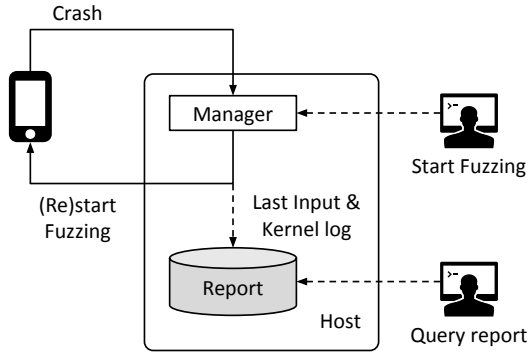 Crash
Manager
>-
Start Fuzzing
(Re)start
Fuzzing
Last Input &
Kernel log
Report
>-
Host
Query report